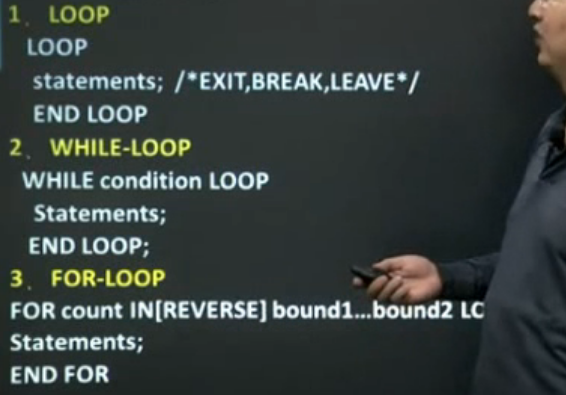 1、LOOP
LOOP
statements; /*EXIT,BREAK,LEAVE*/
END LOOP
2、WHILE-LOOP
WHILE condition LOOP
Statements;
END LOOP;
3、FOR-LOOP
FOR count IN[REVERSE] bound1...bound2 LO
Statements;
END FOR